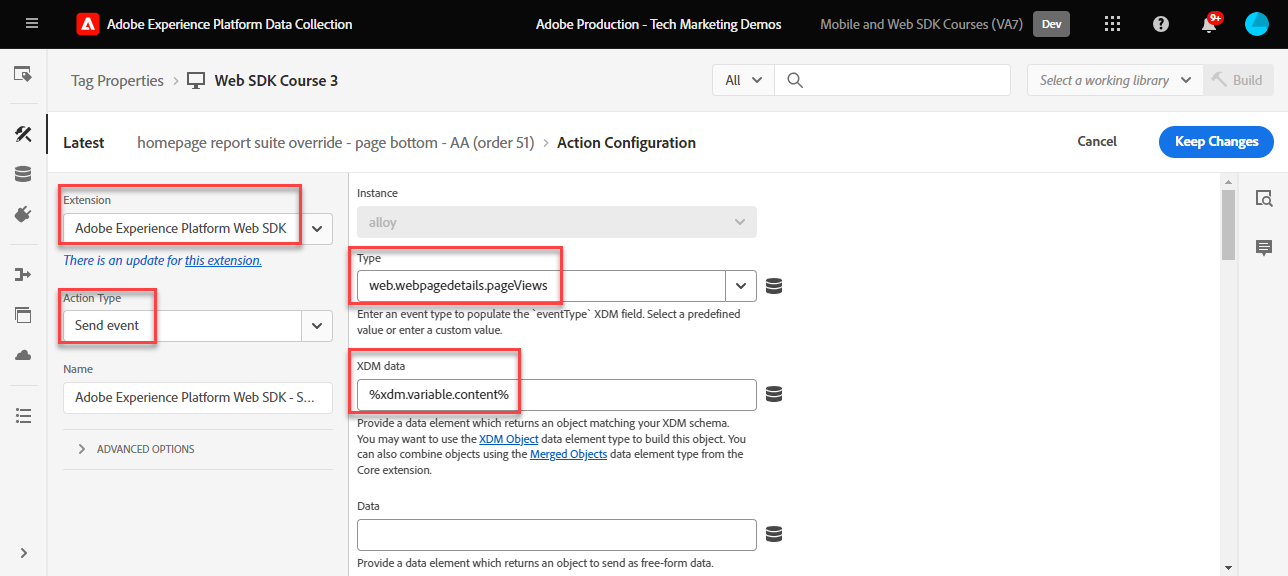 Adobe Experience Platform Data Collection
Adobe Production - Tech Marketing Demos
Mobile and Web SDK Courses (VA7)
Dev
9+
Tag Properties
Web SDK Course 3
All
Select a working library
Build
Latest
homepage report suite override - page bottom - AA (order 51)
Action Configuration
Cancel
Keep Changes
Extension
Adobe Experience Platform Web SDK
There is an update for this extension.
Action Type
Send event
Name
Adobe Experience Platform Web SDK - S...
ADVANCED OPTIONS
Instance
alloy
Type
web.webpagedetails.pageViews
Enter an event type to populate the `eventType` XDM field. Select a predefined
value or enter a custom value.
XDM data
%xdm.variable.content%
Provide a data element which returns an object matching your XDM schema.
You may want to use the XDM Object data element type to build this object. You
can also combine objects using the Merged Objects data element type from the
Core extension.
Data
Provide a data element which returns an object to send as free-form data.